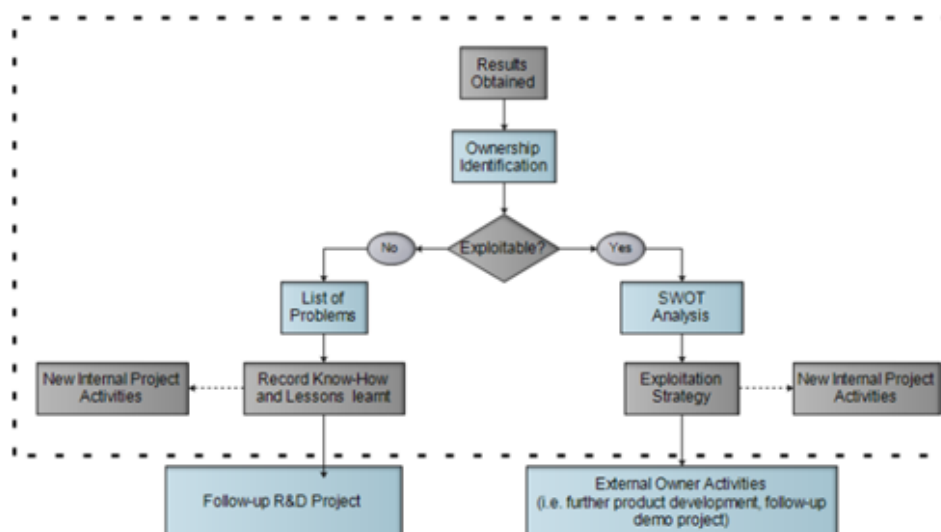 Results
Obtained
Ownership
Identification
Exploitable?
No
Yes
List of
Problems
SWOT
Analysis
New Internal Project
Activities
Record Know-How
and Lessons learnt
Exploitation
Strategy
New Internal Project
Activities
Follow-up R&D Project
External Owner Activities
(i.e. further product development, follow-up
demo project)